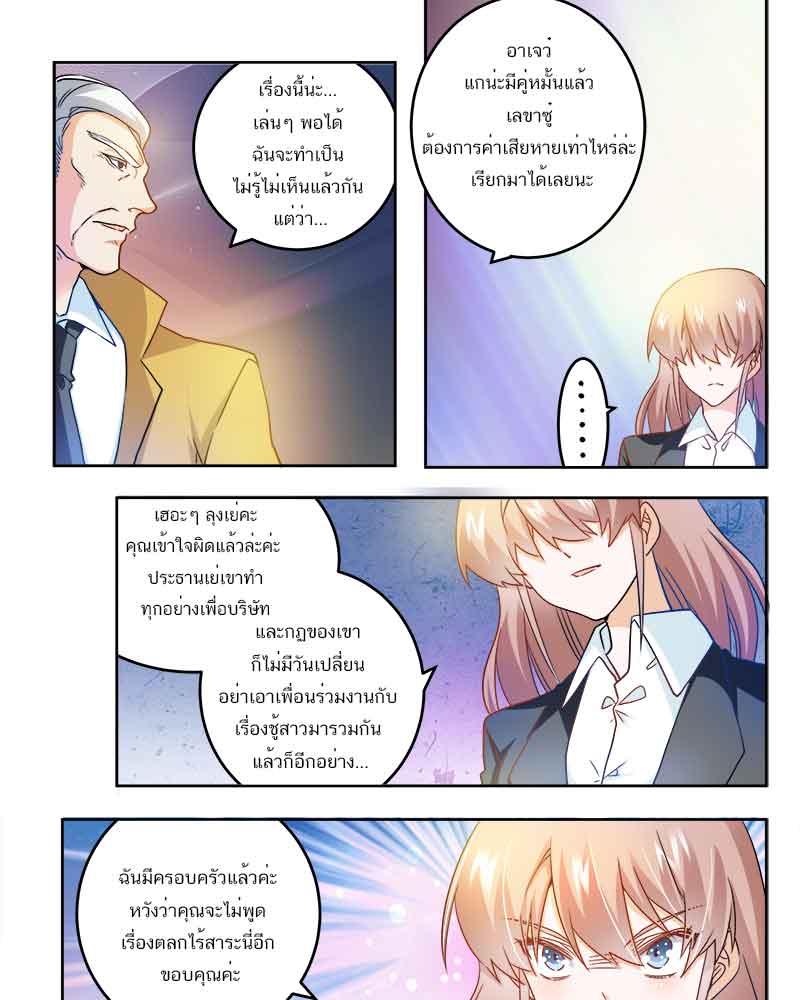 เรื่องนี้น่ะ...
เล่นๆ พอได้
ฉันจะทำเป็น
ไม่รู้ไม่เห็นแล้วกัน
แต่ว่า...
อาเจว๋
แกน่ะมีคู่หมั้นแล้ว
เลขาซู๋
ต้องการค่าเสียหายเท่าไหร่ล่ะ
เรียกมาได้เลยนะ
......
เฮอะๆ ลุงเย่คะ
คุณเข้าใจผิดแล้วล่ะค่ะ
ประธานเย่เขาทำ
ทุกอย่างเพื่อบริษัท
และกฏของเขา
ก็ไม่มีวันเปลี่ยน
อย่าเอาเพื่อนร่วมงานกับ
เรื่องชู้สาวมารวมกัน
แล้วก็อีกอย่าง...
ฉันมีครอบครัวแล้วค่ะ
หวังว่าคุณจะไม่พูด
เรื่องตลกไร้สาระนี่อีก
ขอบคุณค่ะ